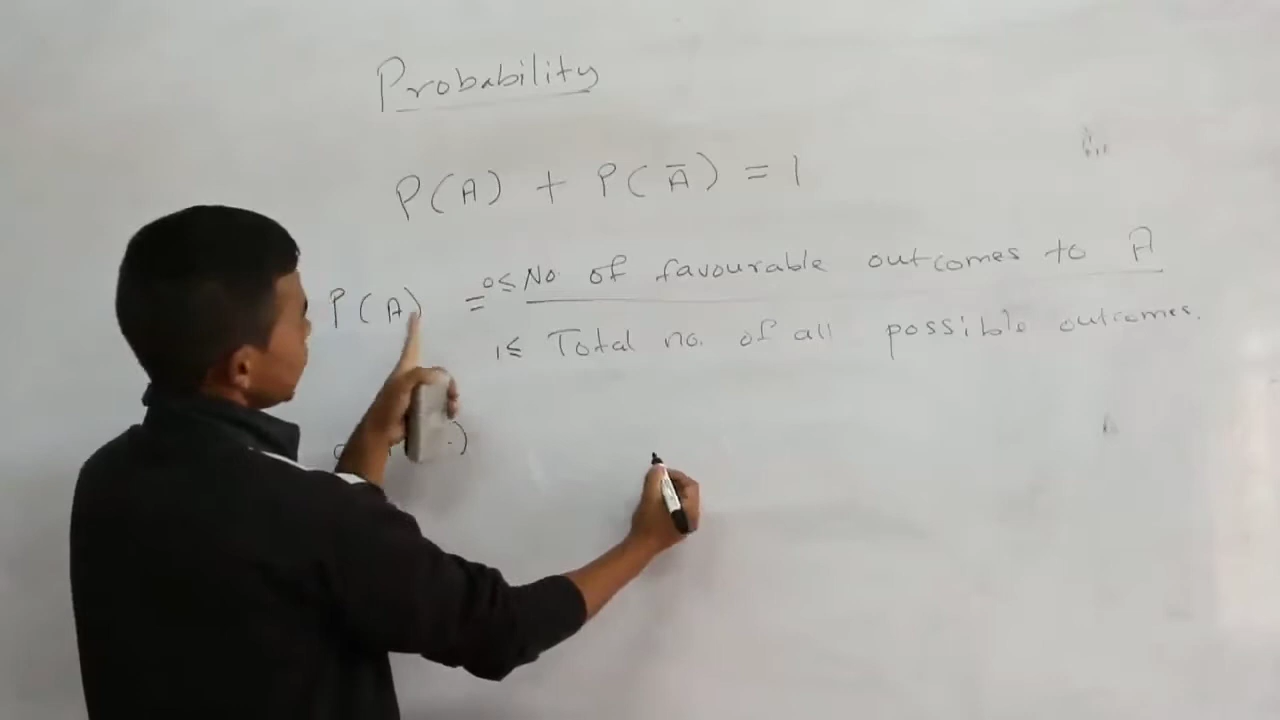 Probability
P(A) + P(Ā) = 1
P(A) = 0≤ No of favourable outcomes to A
1≤ Total no. of all possible outcomes.